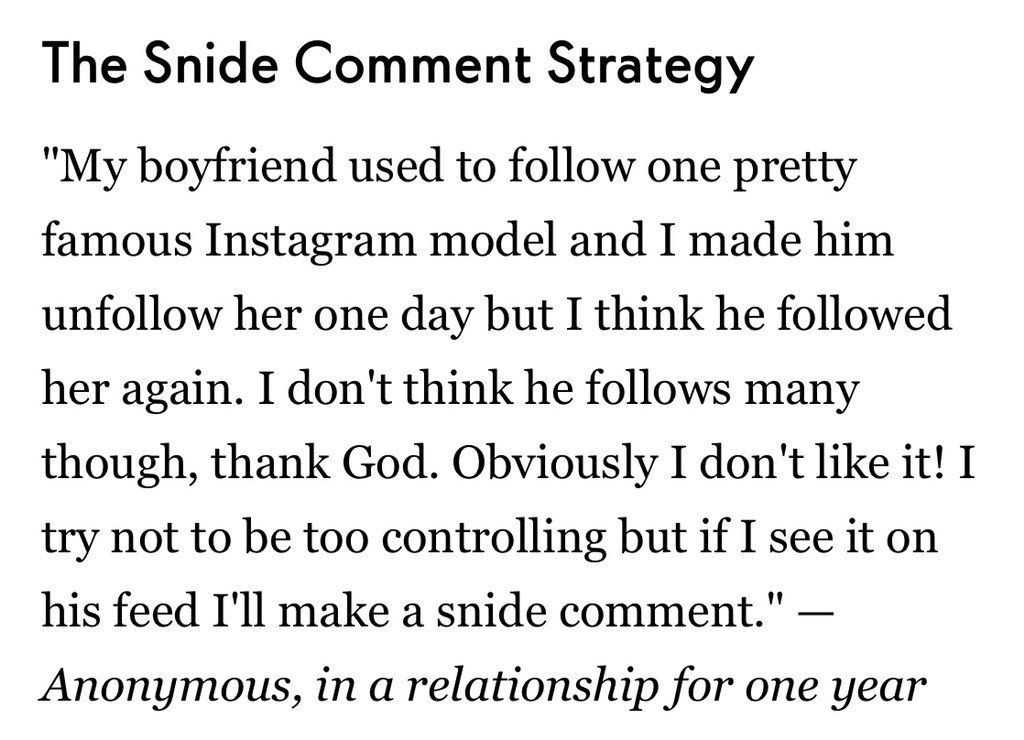 The Snide Comment Strategy
"My boyfriend used to follow one pretty
famous Instagram model and I made him
unfollow her one day but I think he followed
her again. I don't think he follows many
though, thank God. Obviously I don't like it! I
try not to be too controlling but if I see it on
his feed I'll make a snide comment." —
Anonymous, in a relationship for one year